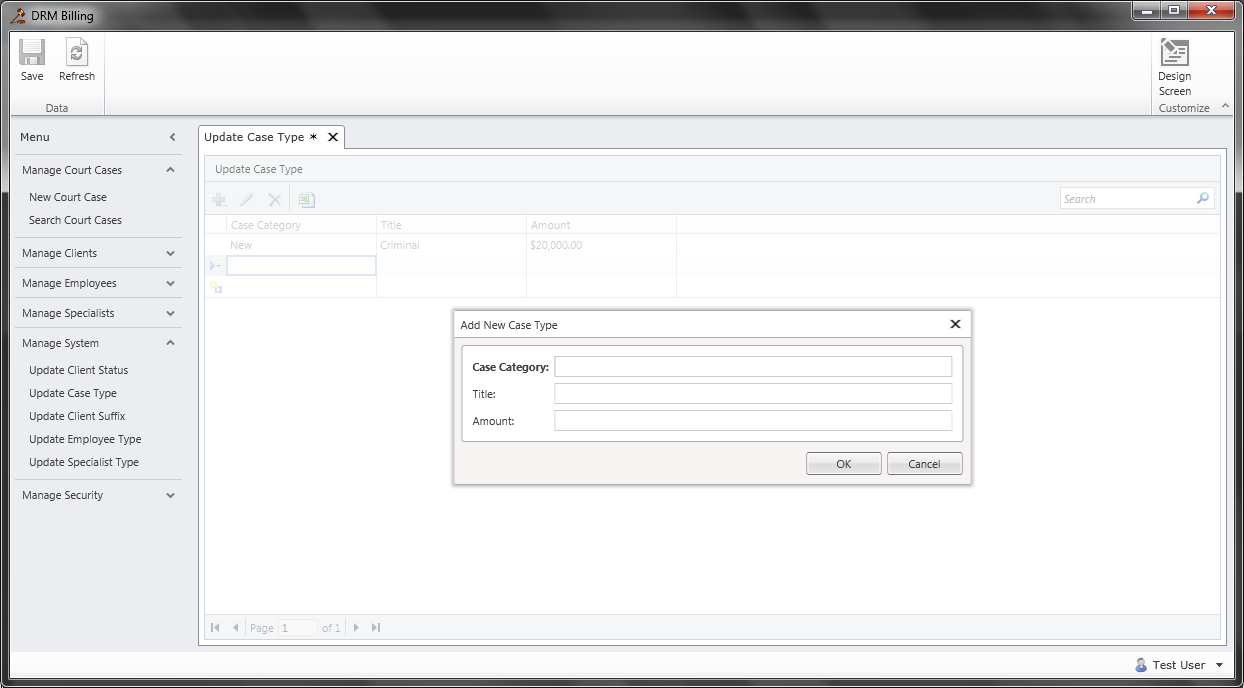 DRM Billing
Save
Refresh
Data
Design
Screen
Customize
Menu
Manage Court Cases
New Court Case
Search Court Cases
Manage Clients
Manage Employees
Manage Specialists
Manage System
Update Client Status
Update Case Type
Update Client Suffix
Update Employee Type
Update Specialist Type
Manage Security
Update Case Type *
Update Case Type
Search
Case Category Title Amount
New Criminal $20,000.00
Add New Case Type
Case Category:
Title:
Amount:
OK Cancel
Page 1 of 1
Test User